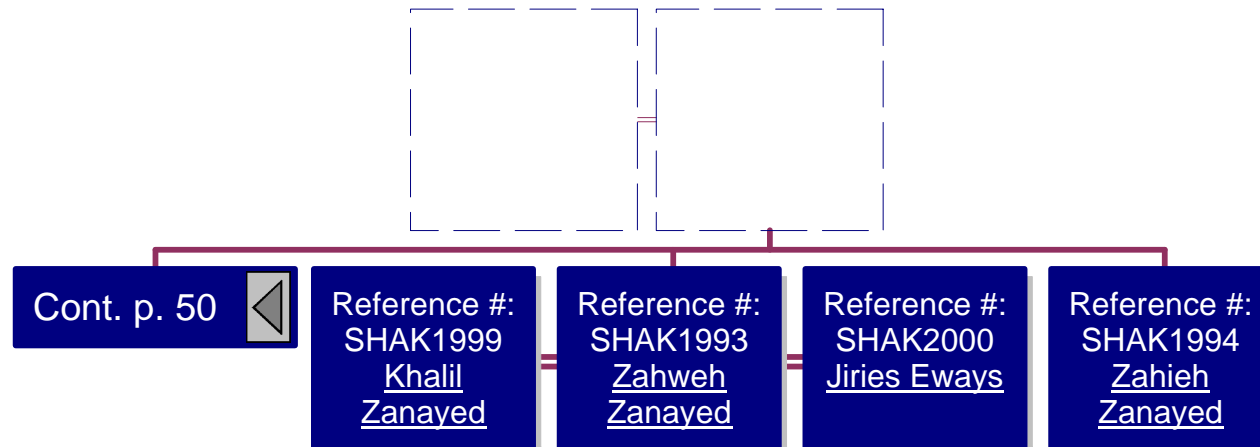 Cont. p. 50
Reference #:
SHAK1999
Khalil
Zanayed
Reference #:
SHAK1993
Zahweh
Zanayed
Reference #:
SHAK2000
Jiries Eways
Reference #:
SHAK1994
Zahieh
Zanayed